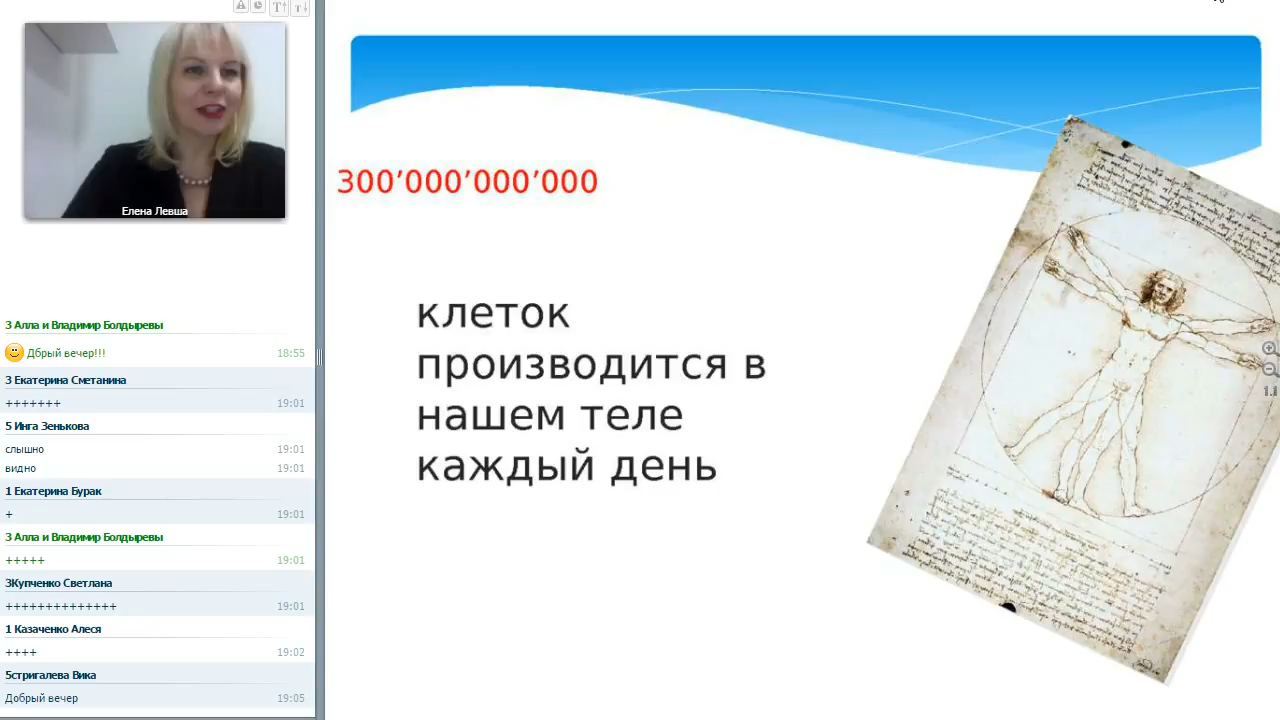 Елена Левша
3 Алла и Владимир Болдыревы
Дбрый вечер!!! 18:55
3 Екатерина Сметанина
+++++++ 19:01
5 Инга Зенькова
слышно 19:01
видно 19:01
1 Екатерина Бурак
+ 19:01
3 Алла и Владимир Болдыревы
+++++ 19:01
3Купченко Светлана
++++++++++++++ 19:01
1 Казаченко Алеся
++++ 19:02
5стригалева Вика
Добрый вечер 19:05
300’000’000’000
клеток
производится в
нашем теле
каждый день
1:1